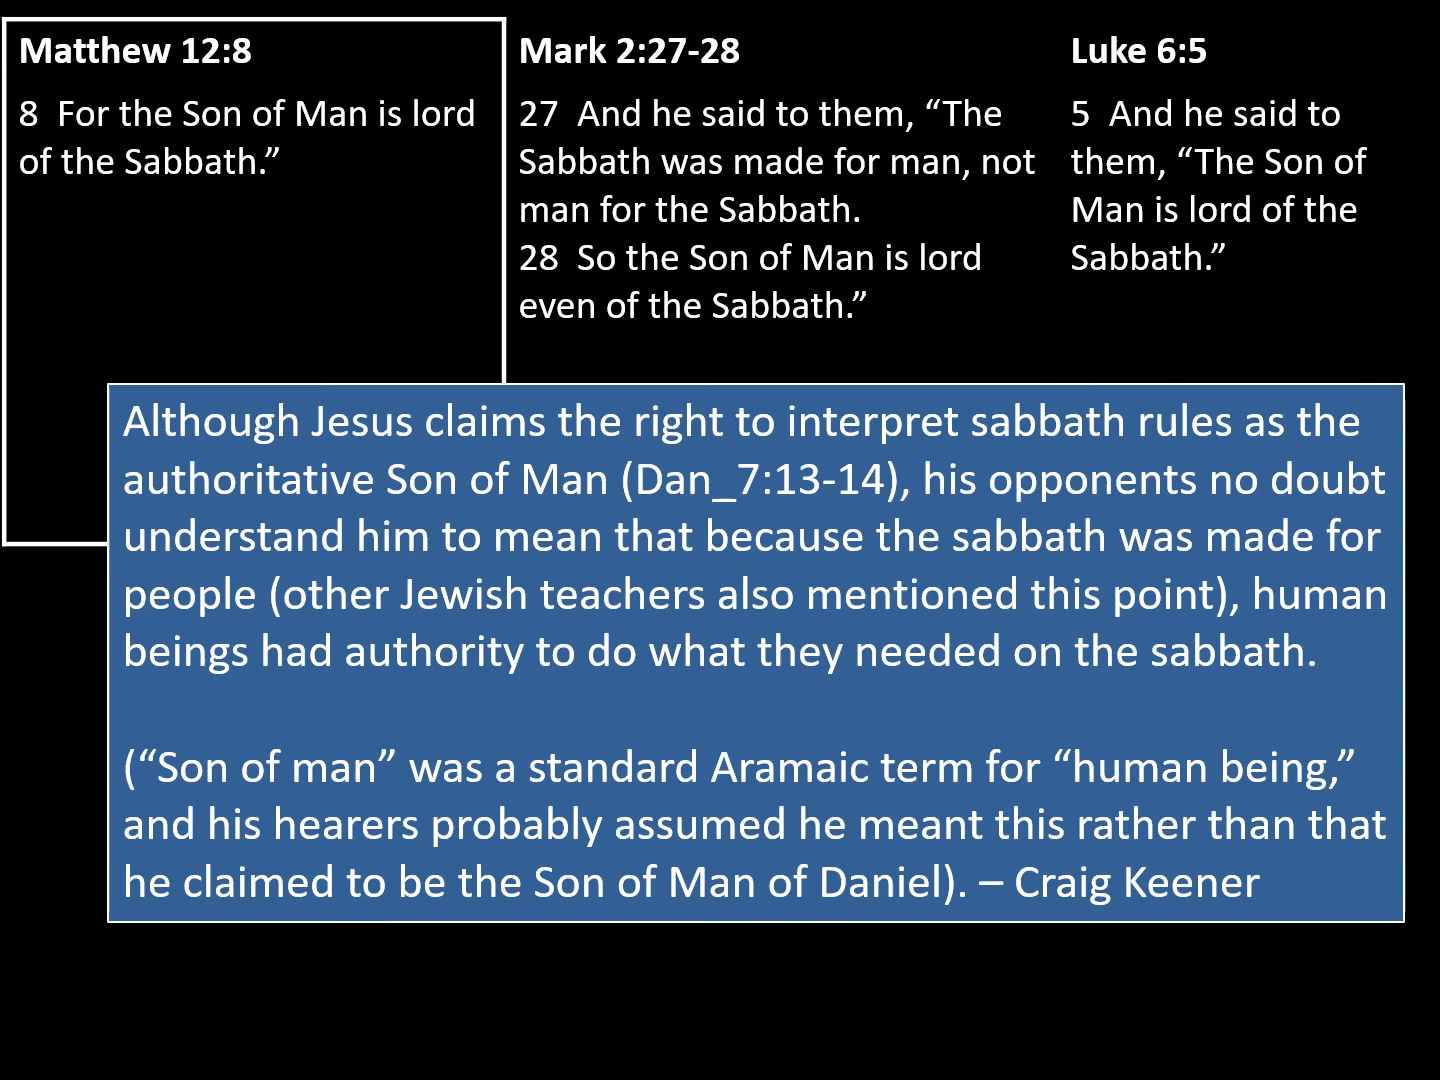 Matthew 12:8
8  For the Son of Man is lord
of the Sabbath.”
Mark 2:27-28
27  And he said to them, “The
Sabbath was made for man, not
man for the Sabbath.
28  So the Son of Man is lord
even of the Sabbath.”
Luke 6:5
5  And he said to
them, “The Son of
Man is lord of the
Sabbath.”
Although Jesus claims the right to interpret sabbath rules as the
authoritative Son of Man (Dan_7:13-14), his opponents no doubt
understand him to mean that because the sabbath was made for
people (other Jewish teachers also mentioned this point), human
beings had authority to do what they needed on the sabbath.
(“Son of man” was a standard Aramaic term for “human being,”
and his hearers probably assumed he meant this rather than that
he claimed to be the Son of Man of Daniel). – Craig Keener